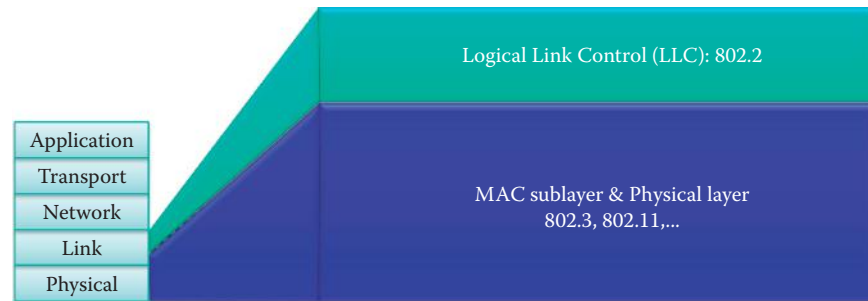 Logical Link Control (LLC): 802.2
Application
Transport
Network
Link
Physical
MAC sublayer & Physical layer
802.3, 802.11,...